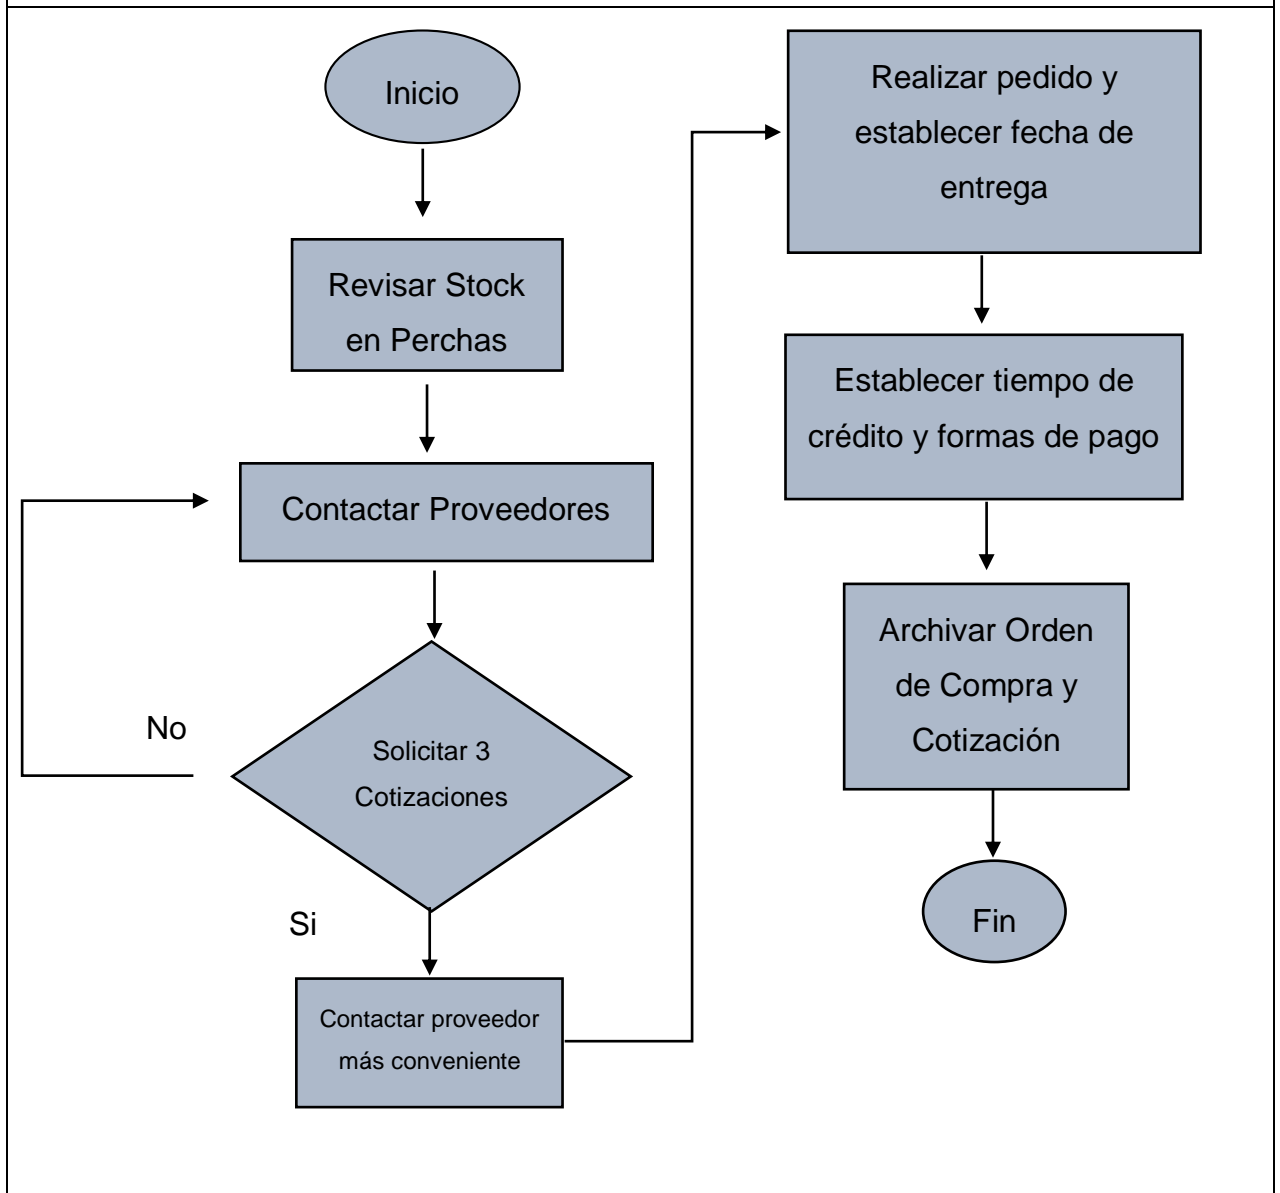 Inicio
Revisar Stock
en Perchas
Contactar Proveedores
No
Solicitar 3
Cotizaciones
Si
Contactar proveedor
más conveniente
Realizar pedido y
establecer fecha de
entrega
Establecer tiempo de
crédito y formas de pago
Archivar Orden
de Compra y
Cotización
Fin